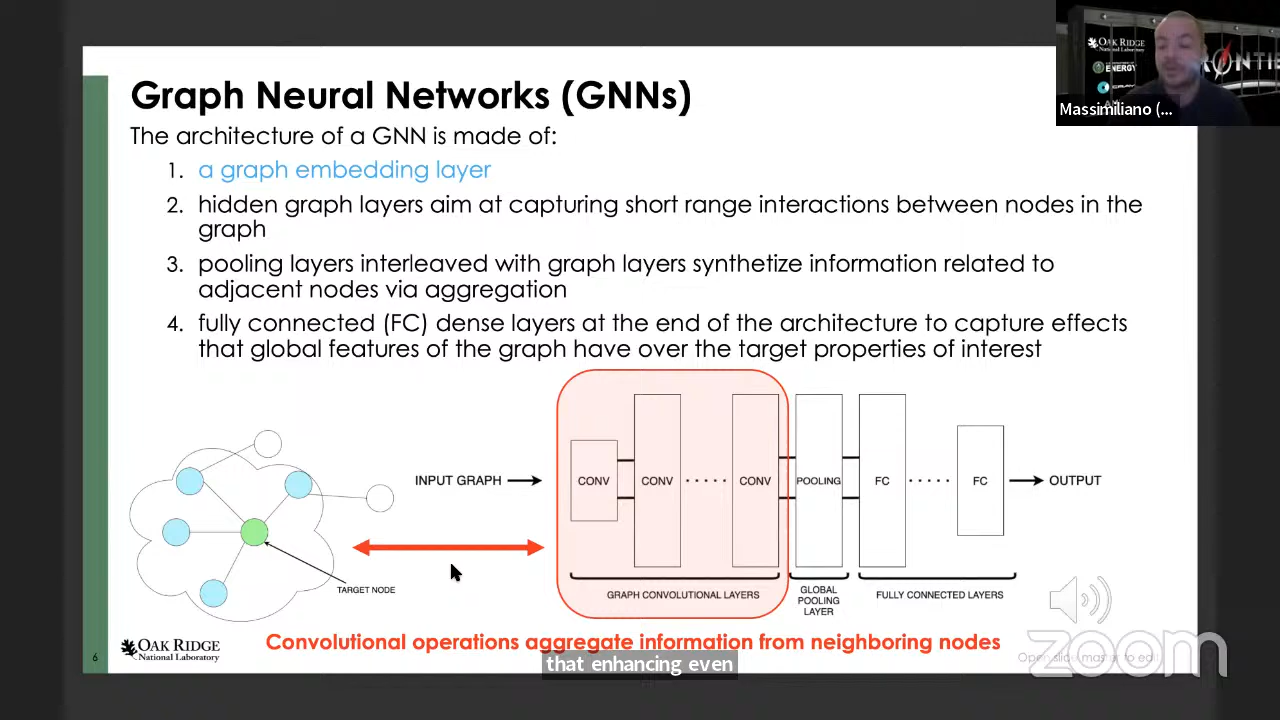 Graph Neural Networks (GNNs)
The architecture of a GNN is made of:
1. a graph embedding layer
2. hidden graph layers aim at capturing short range interactions between nodes in the
graph
3. pooling layers interleaved with graph layers synthetize information related to
adjacent nodes via aggregation
4. fully connected (FC) dense layers at the end of the architecture to capture effects
that global features of the graph have over the target properties of interest
INPUT GRAPH
CONV
CONV
CONV
POOLING
FC
FC
OUTPUT
TARGET NODE
GRAPH CONVOLUTIONAL LAYERS
GLOBAL
POOLING
LAYER
FULLY CONNECTED LAYERS
Convolutional operations aggregate information from neighboring nodes
that enhancing even
6
OAK RIDGE
National Laboratory
zoom
OAK RIDGE
National Laboratory
ENERGY
Massimiliano (...